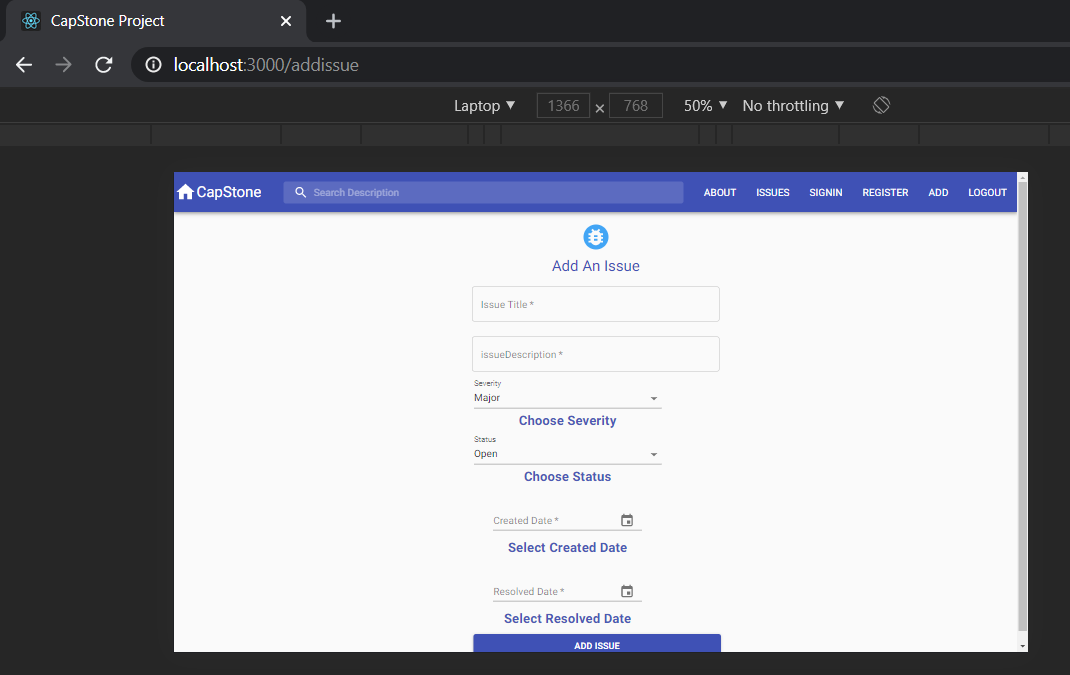 CapStone Project
localhost:3000/addissue
Laptop 1366 × 768 50% No throttling
CapStone Search Description ABOUT ISSUES SIGNIN REGISTER ADD LOGOUT
Add An Issue
Issue Title *
issueDescription *
Severity
Major
Choose Severity
Status
Open
Choose Status
Created Date *
Select Created Date
Resolved Date *
Select Resolved Date
ADD ISSUE